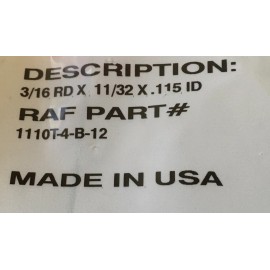 DESCRIPTION:
3/16 RD X 11/32 X .115 ID
RAF PART#
1110T-4-B-12
MADE IN USA